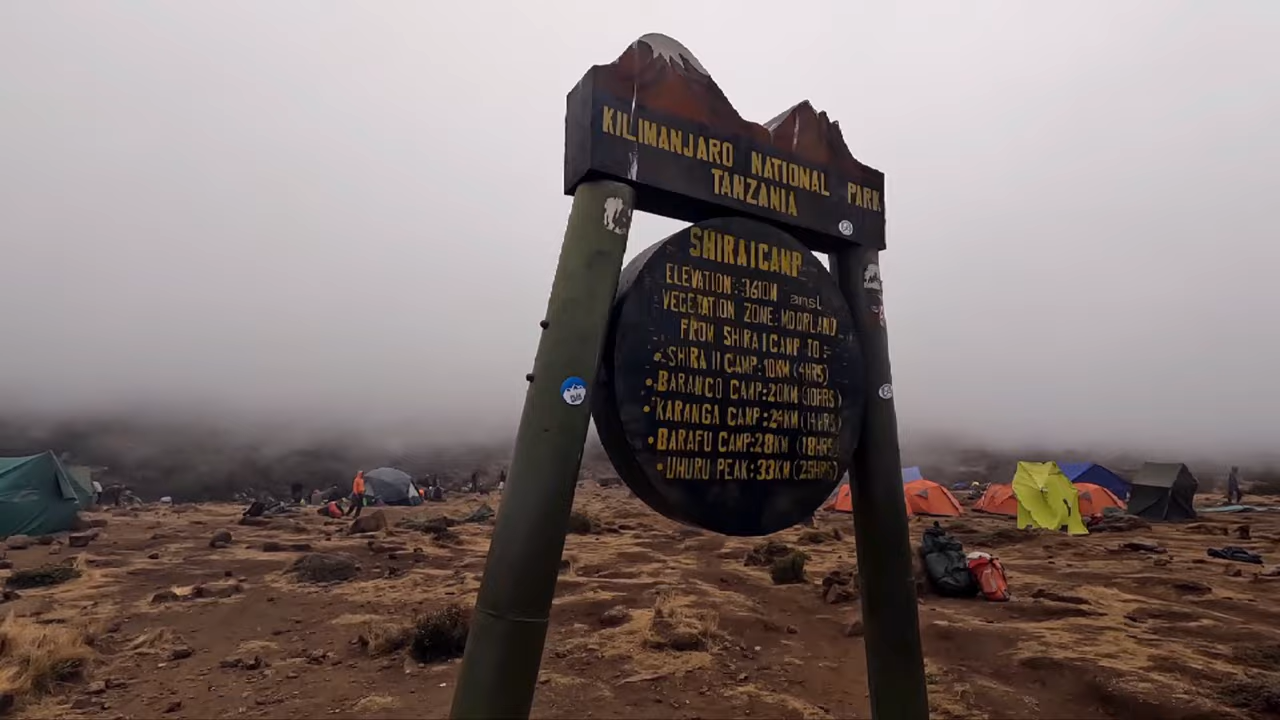 KILIMANJARO NATIONAL PARK
TANZANIA
SHIRA I CAMP
ELEVATION: 3610M amsl
VEGETATION ZONE: MOORLAND
FROM SHIRA I CAMP TO :-
• SHIRA II CAMP: 10KM (4HRS)
• BARANCO CAMP: 20KM (10HRS)
• KARANGA CAMP: 24KM (14HRS)
• BARAFU CAMP: 28KM (18HRS)
• UHURU PEAK: 33KM (25HRS)